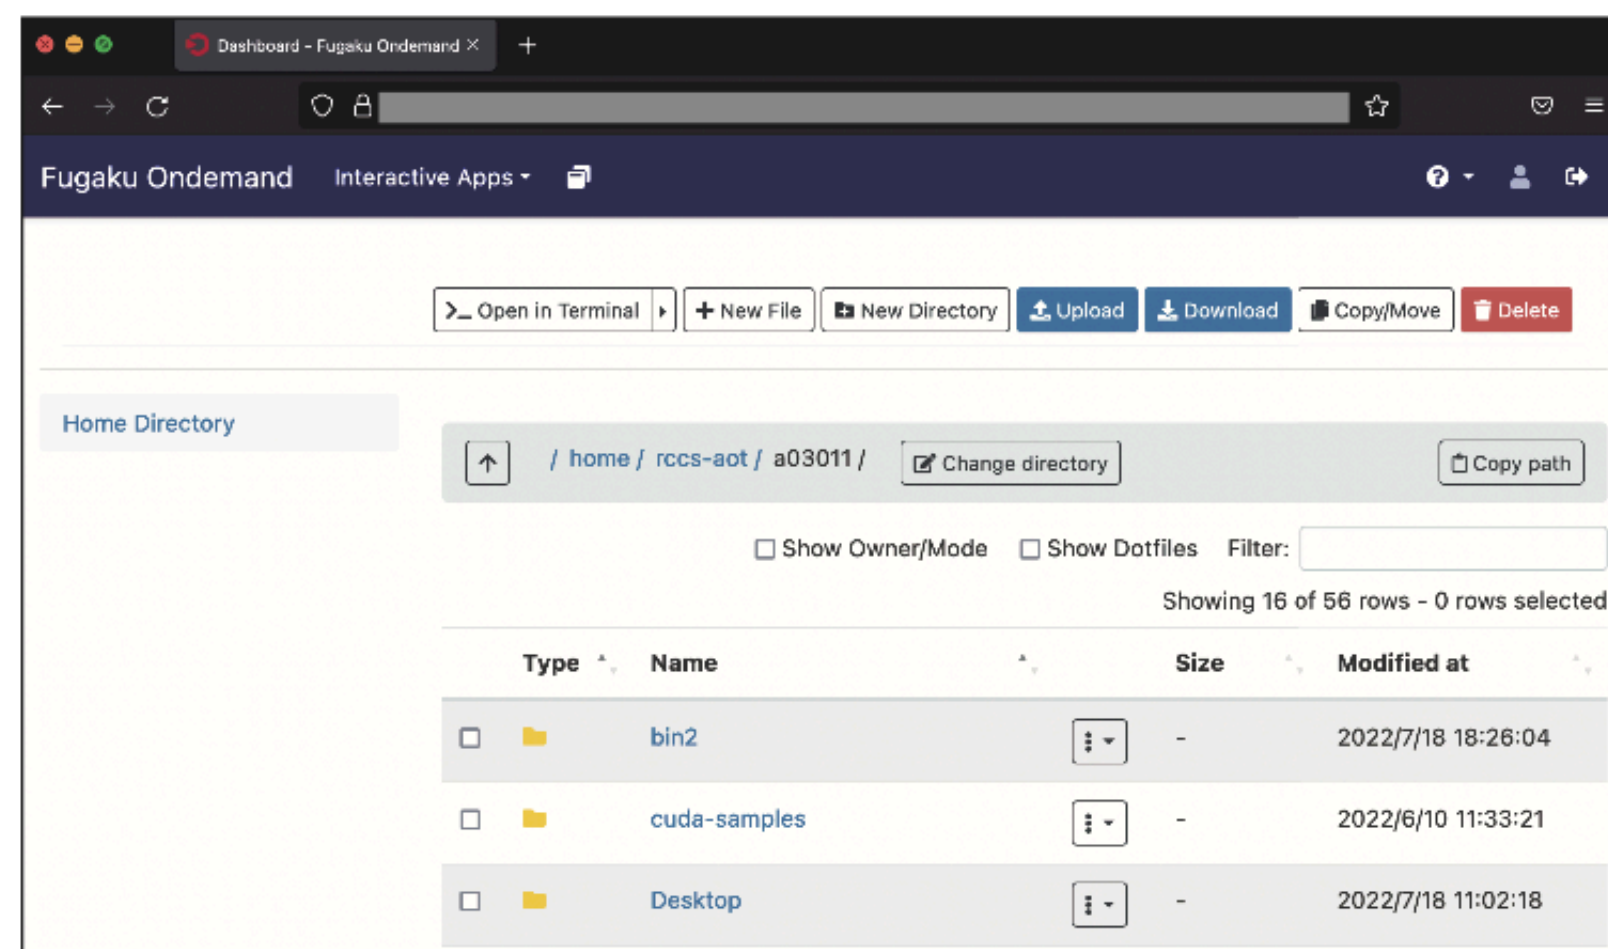 Dashboard - Fugaku Ondemand
Fugaku Ondemand Interactive Apps
Open in Terminal New File New Directory Upload Download Copy/Move Delete
Home Directory
/ home / rccs-aot / a03011 / Change directory Copy path
Show Owner/Mode Show Dotfiles Filter:
Showing 16 of 56 rows - 0 rows selected
Type Name Size Modified at
bin2 - 2022/7/18 18:26:04
cuda-samples - 2022/6/10 11:33:21
Desktop - 2022/7/18 11:02:18